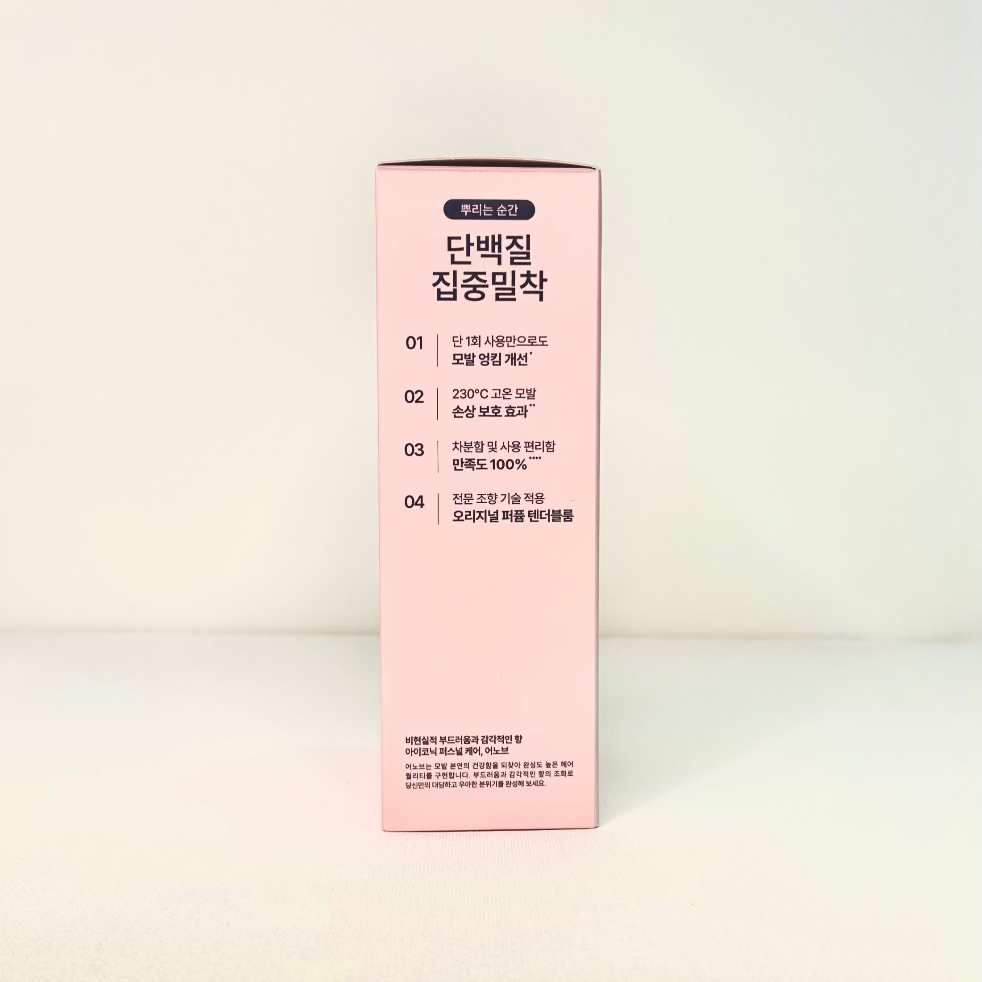 뿌리는 순간
단백질
집중밀착
01
단 1회 사용만으로도
모발 엉킴 개선*
02
230°C 고온 모발
손상 보호 효과**
03
차분함 및 사용 편리함
만족도 100%****
04
전문 조향 기술 적용
오리지널 퍼퓸 텐더블룸
비현실적 부드러움과 감각적인 향
아이코닉 퍼스널 케어, 어노브
어노브는 모발 본연의 건강함을 되찾아 완성도 높은 헤어
퀄리티를 구현합니다. 부드러움과 감각적인 향의 조화로
당신만의 대담하고 우아한 분위기를 완성해 보세요.